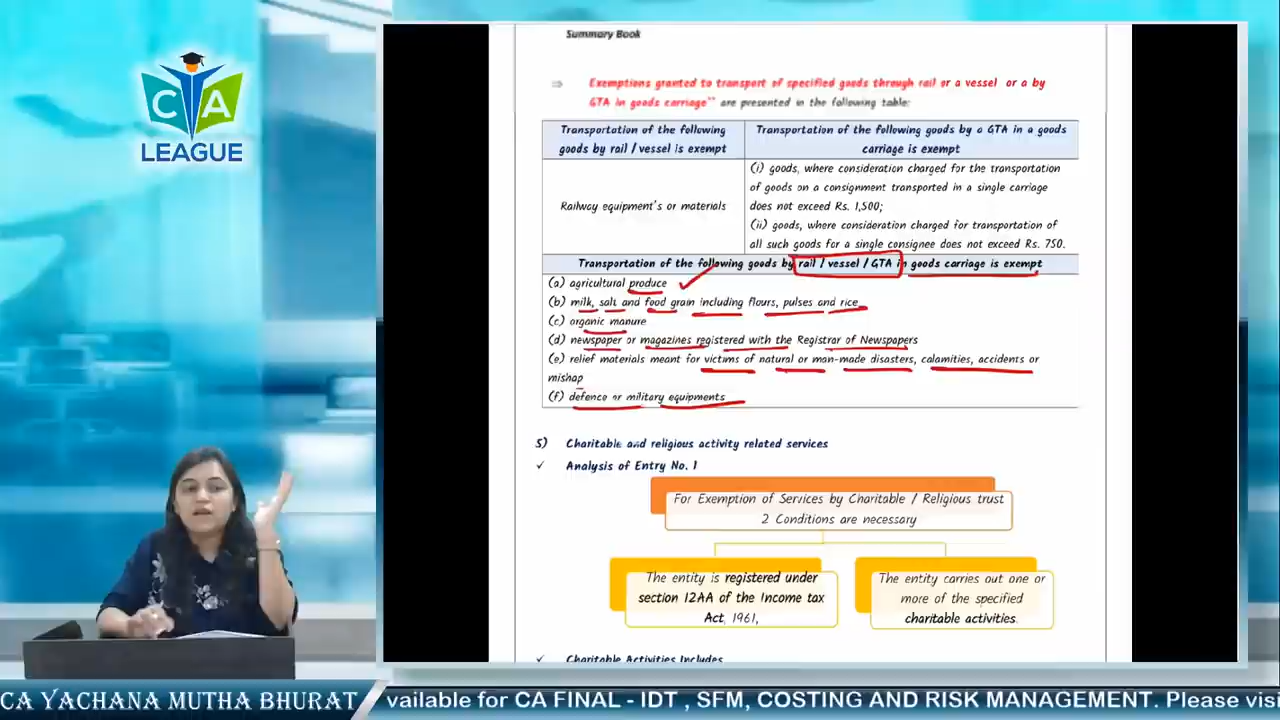 CA
LEAGUE
Summary Book
⇒ Exemptions granted to transport of specified goods through rail or a vessel or a by
GTA in goods carriage" are presented in the following table:
Transportation of the following
goods by rail / vessel is exempt
Transportation of the following goods by a GTA in a goods
carriage is exempt
Railway equipment's or materials
(i) goods, where consideration charged for the transportation
of goods on a consignment transported in a single carriage
does not exceed Rs. 1,500;
(ii) goods, where consideration charged for transportation of
all such goods for a single consignee does not exceed Rs. 750.
Transportation of the following goods by rail / vessel / GTA in goods carriage is exempt
(a) agricultural produce
(b) milk, salt and food grain including flours, pulses and rice
(c) organic manure
(d) newspaper or magazines registered with the Registrar of Newspapers
(e) relief materials meant for victims of natural or man-made disasters, calamities, accidents or
mishap
(f) defence or military equipments
5) Charitable and religious activity related services
✓ Analysis of Entry No. 1
For Exemption of Services by Charitable / Religious trust
2 Conditions are necessary
The entity is registered under
section 12AA of the Income tax
Act, 1961,
The entity carries out one or
more of the specified
charitable activities.
✓ Charitable Activities Includes
CA YACHANA MUTHA BHURAT
vailable for CA FINAL - IDT , SFM, COSTING AND RISK MANAGEMENT. Please visi